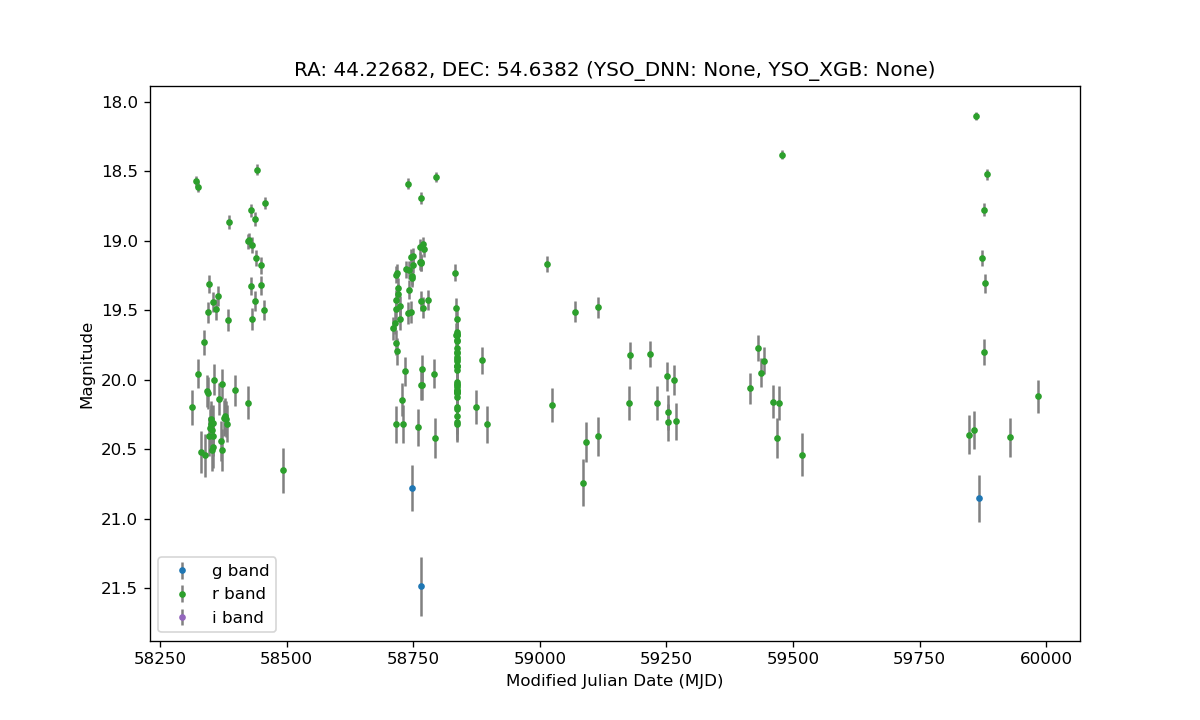 RA: 44.22682, DEC: 54.6382 (YSO_DNN: None, YSO_XGB: None)
18.0
18.5
19.0
19.5
20.0
20.5
21.0
21.5
Magnitude
g band
r band
i band
58250 58500 58750 59000 59250 59500 59750 60000
Modified Julian Date (MJD)